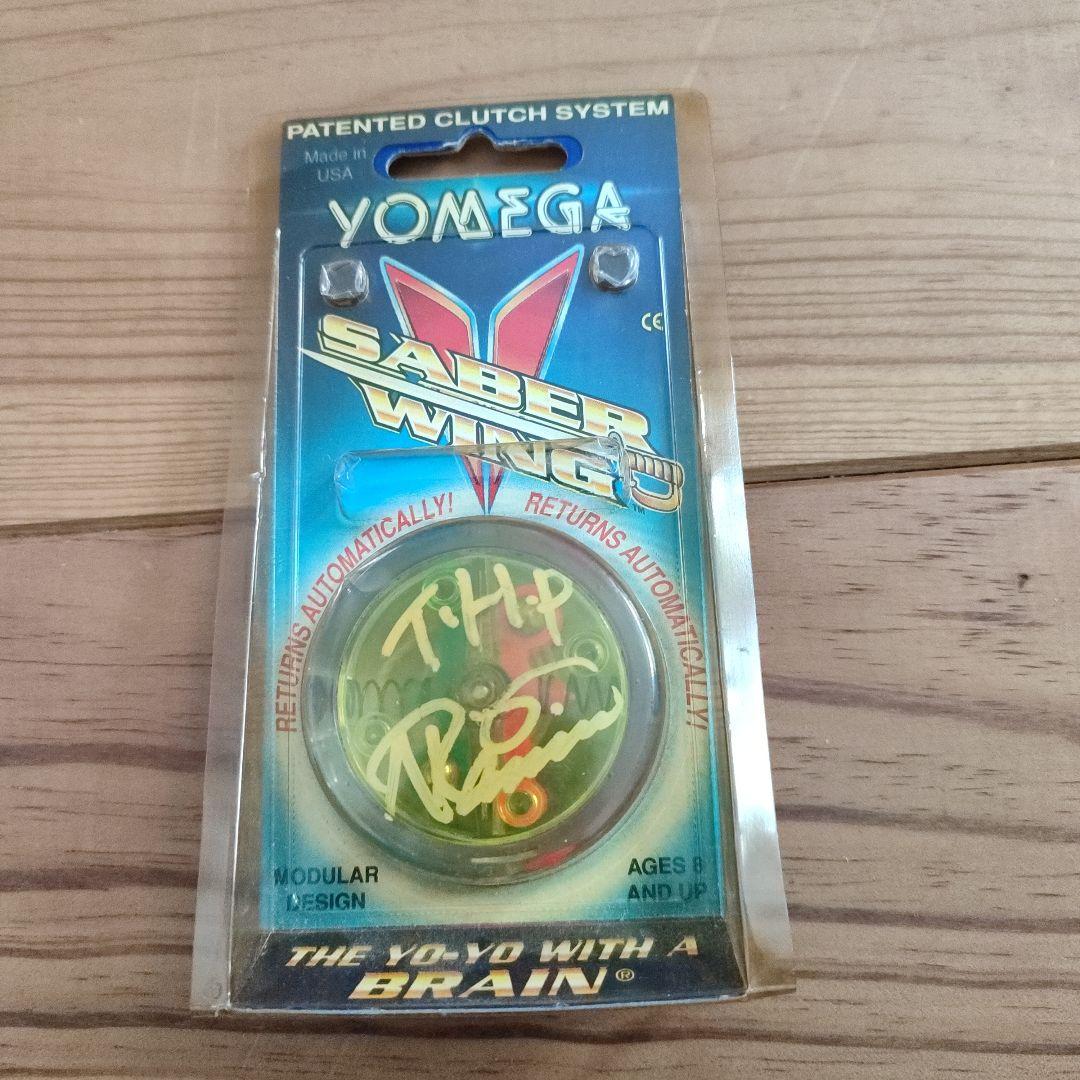 PATENTED CLUTCH SYSTEM
Made in
USA
YOMEGA
CE
SABER
WING™
RETURNS AUTOMATICALLY!
RETURNS AUTOMATICALLY!
T.H.P
MODULAR
DESIGN
AGES 8
AND UP
THE YO-YO WITH A
BRAIN®